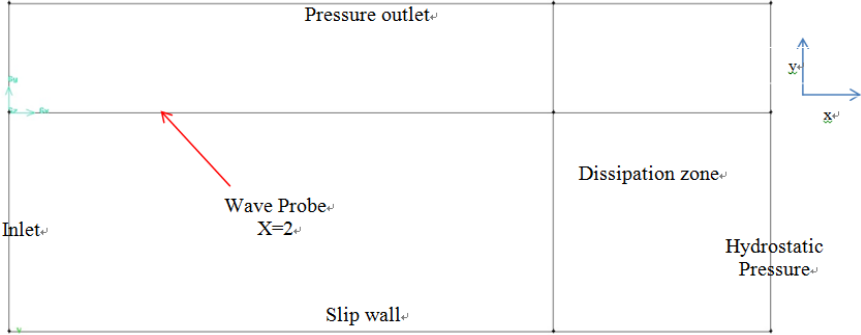 Pressure outlet
y
x
Dissipation zone
Wave Probe
X=2
Inlet
Hydrostatic
Pressure
Slip wall